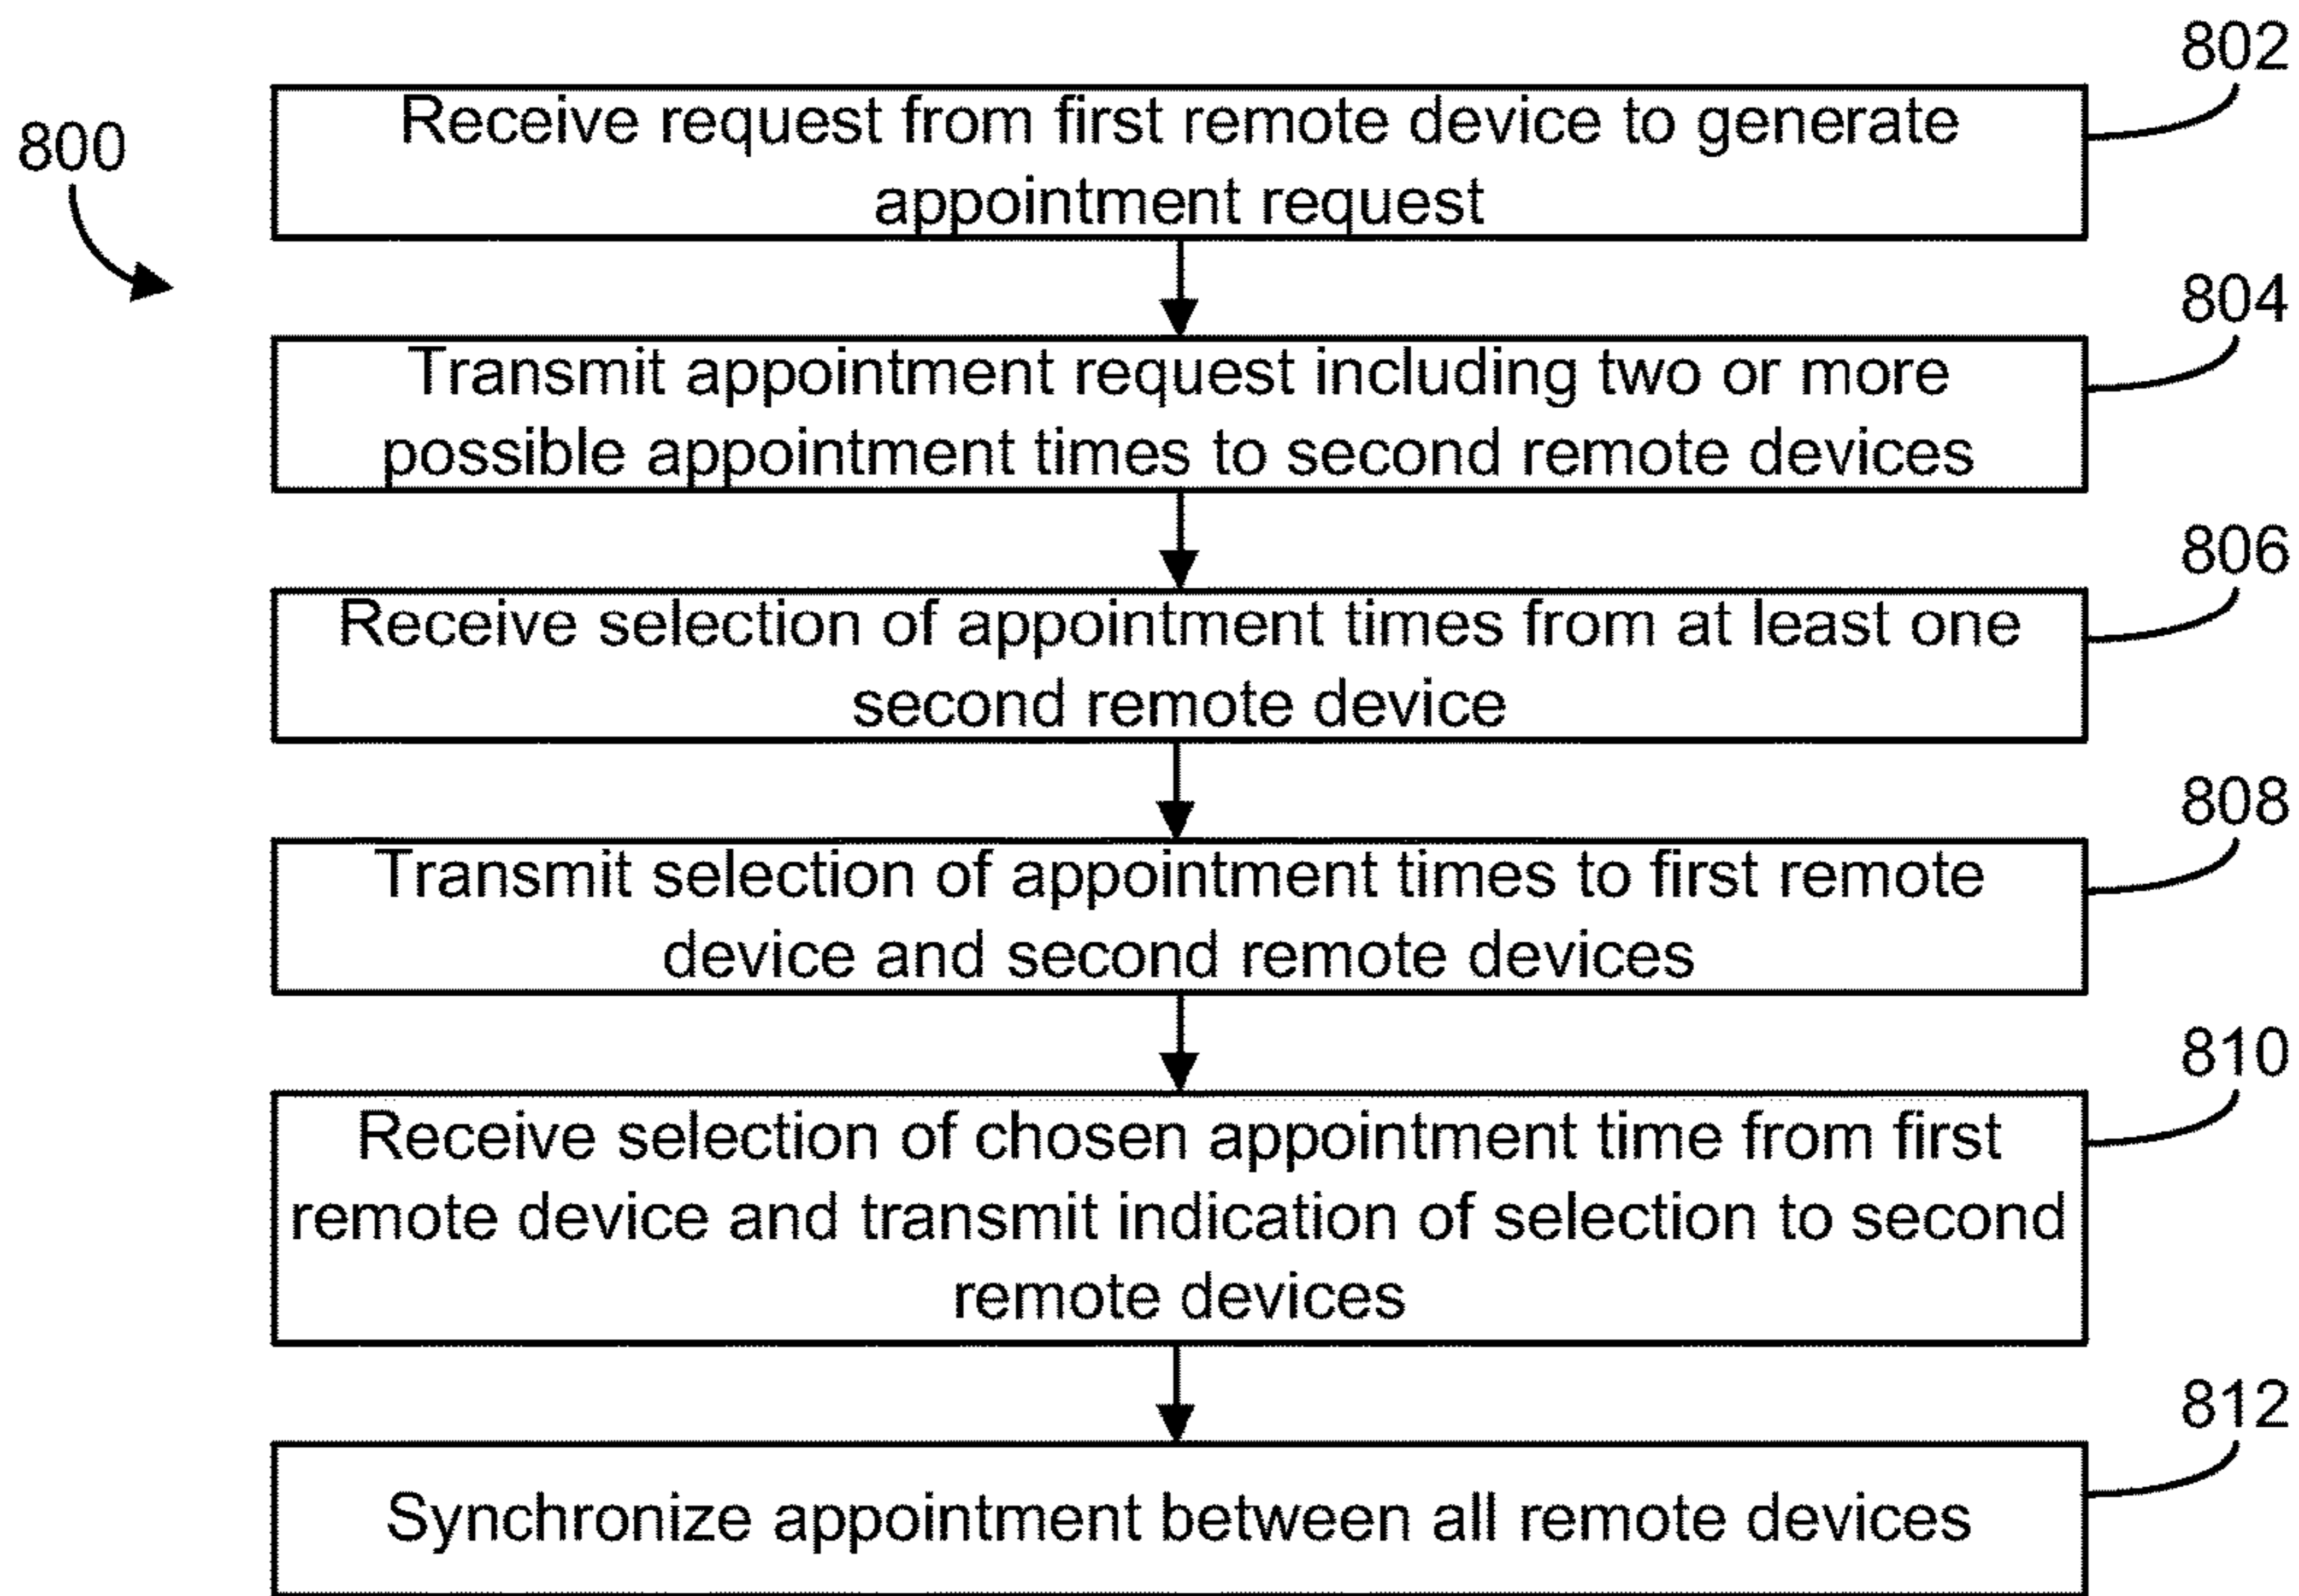 802
Receive request from first remote device to generate
appointment request
800
804
Transmit appointment request including two or more
possible appointment times to second remote devices
806
Receive selection of appointment times from at least one
second remote device
808
Transmit selection of appointment times to first remote
device and second remote devices
810
Receive selection of chosen appointment time from first
remote device and transmit indication of selection to second
remote devices
812
Synchronize appointment between all remote devices